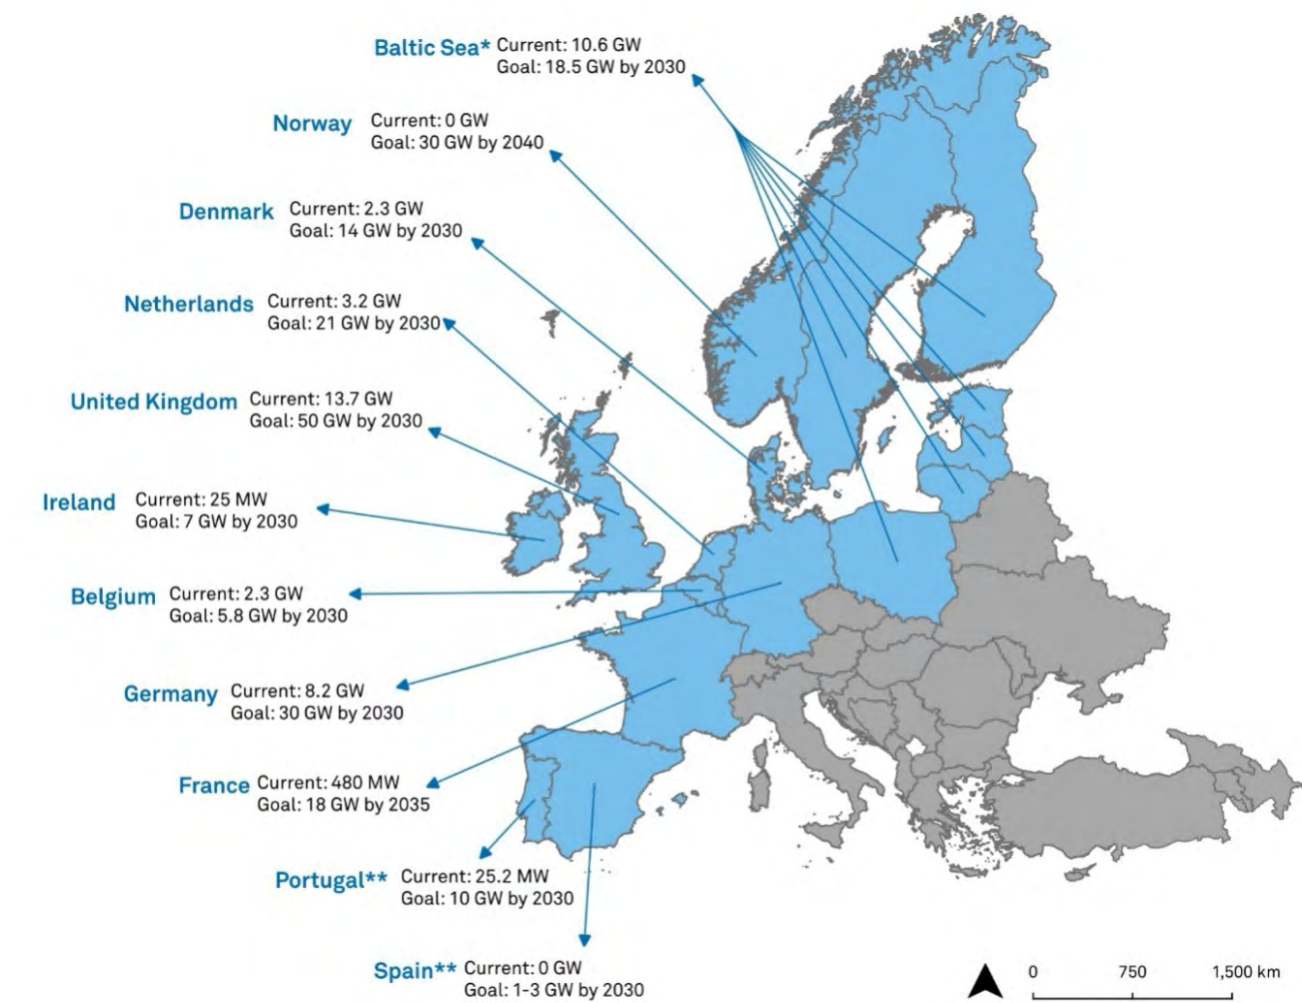 Baltic Sea* Current: 10.6 GW
Goal: 18.5 GW by 2030
Norway Current: 0 GW
Goal: 30 GW by 2040
Denmark Current: 2.3 GW
Goal: 14 GW by 2030
Netherlands Current: 3.2 GW
Goal: 21 GW by 2030
United Kingdom Current: 13.7 GW
Goal: 50 GW by 2030
Ireland Current: 25 MW
Goal: 7 GW by 2030
Belgium Current: 2.3 GW
Goal: 5.8 GW by 2030
Germany Current: 8.2 GW
Goal: 30 GW by 2030
France Current: 480 MW
Goal: 18 GW by 2035
Portugal** Current: 25.2 MW
Goal: 10 GW by 2030
Spain** Current: 0 GW
Goal: 1-3 GW by 2030
0 750 1,500 km